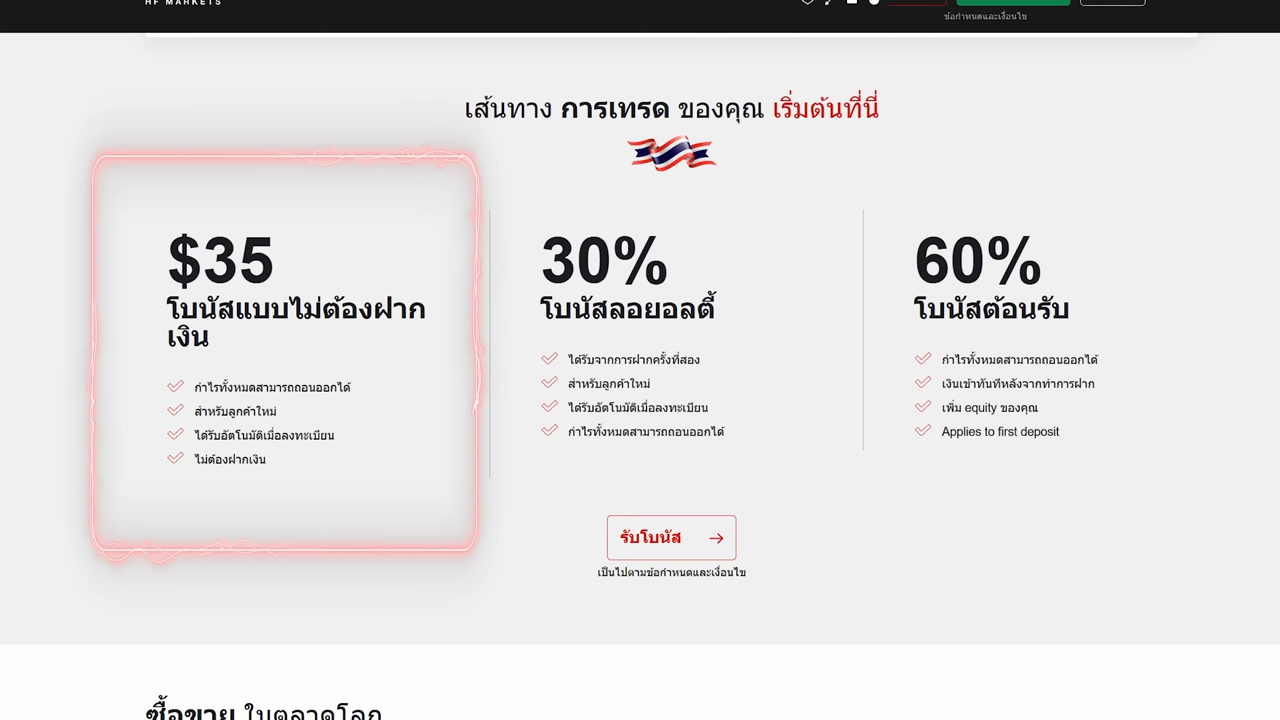 HF MARKETS
ข้อกำหนดและเงื่อนไข
เส้นทาง การเทรด ของคุณ เริ่มต้นที่นี่
$35
โบนัสแบบไม่ต้องฝาก
เงิน
กำไรทั้งหมดสามารถถอนออกได้
สำหรับลูกค้าใหม่
ได้รับอัตโนมัติเมื่อลงทะเบียน
ไม่ต้องฝากเงิน
30%
โบนัสลอยอลตี้
ได้รับจากการฝากครั้งที่สอง
สำหรับลูกค้าใหม่
ได้รับอัตโนมัติเมื่อลงทะเบียน
กำไรทั้งหมดสามารถถอนออกได้
60%
โบนัสต้อนรับ
กำไรทั้งหมดสามารถถอนออกได้
เงินเข้าทันทีหลังจากทำการฝาก
เพิ่ม equity ของคุณ
Applies to first deposit
รับโบนัส
เป็นไปตามข้อกำหนดและเงื่อนไข
ซื้อขาย ในตลาดโลก